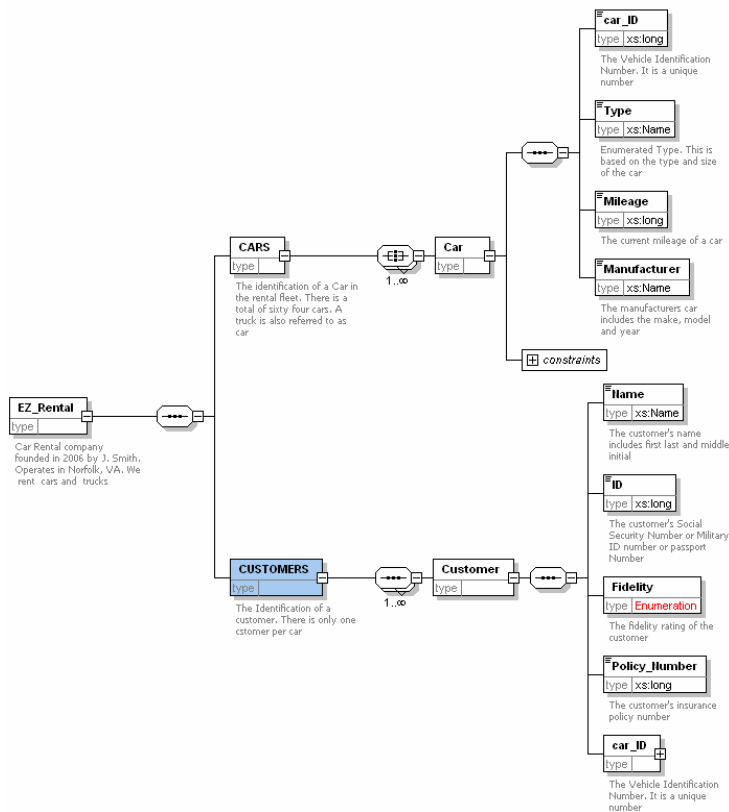 car_ID
type xs:long
The Vehicle Identification
Number. It is a unique
number
Type
type xs:Name
Enumerated Type. This is
based on the type and size
of the car
Mileage
type xs:long
The current mileage of a car
Manufacturer
type xs:Name
The manufacturers car
includes the make, model
and year
CARS
type
The identification of a Car in
the rental fleet. There is a
total of sixty four cars. A
truck is also referred to as
car
1..∞
Car
type
constraints
EZ_Rental
type
Car Rental company
founded in 2006 by J. Smith.
Operates in Norfolk, VA. We
rent cars and trucks
CUSTOMERS
type
The Identification of a
customer. There is only one
cstomer per car
1..∞
Customer
type
Name
type xs:Name
The customer's name
includes first last and middle
initial
ID
type xs:long
The customer's Social
Security Number or Military
ID number or passport
Number
Fidelity
type Enumeration
The fidelity rating of the
customer
Policy_Number
type xs:long
The customer's insurance
policy number
car_ID
type
The Vehicle Identification
Number. It is a unique
number